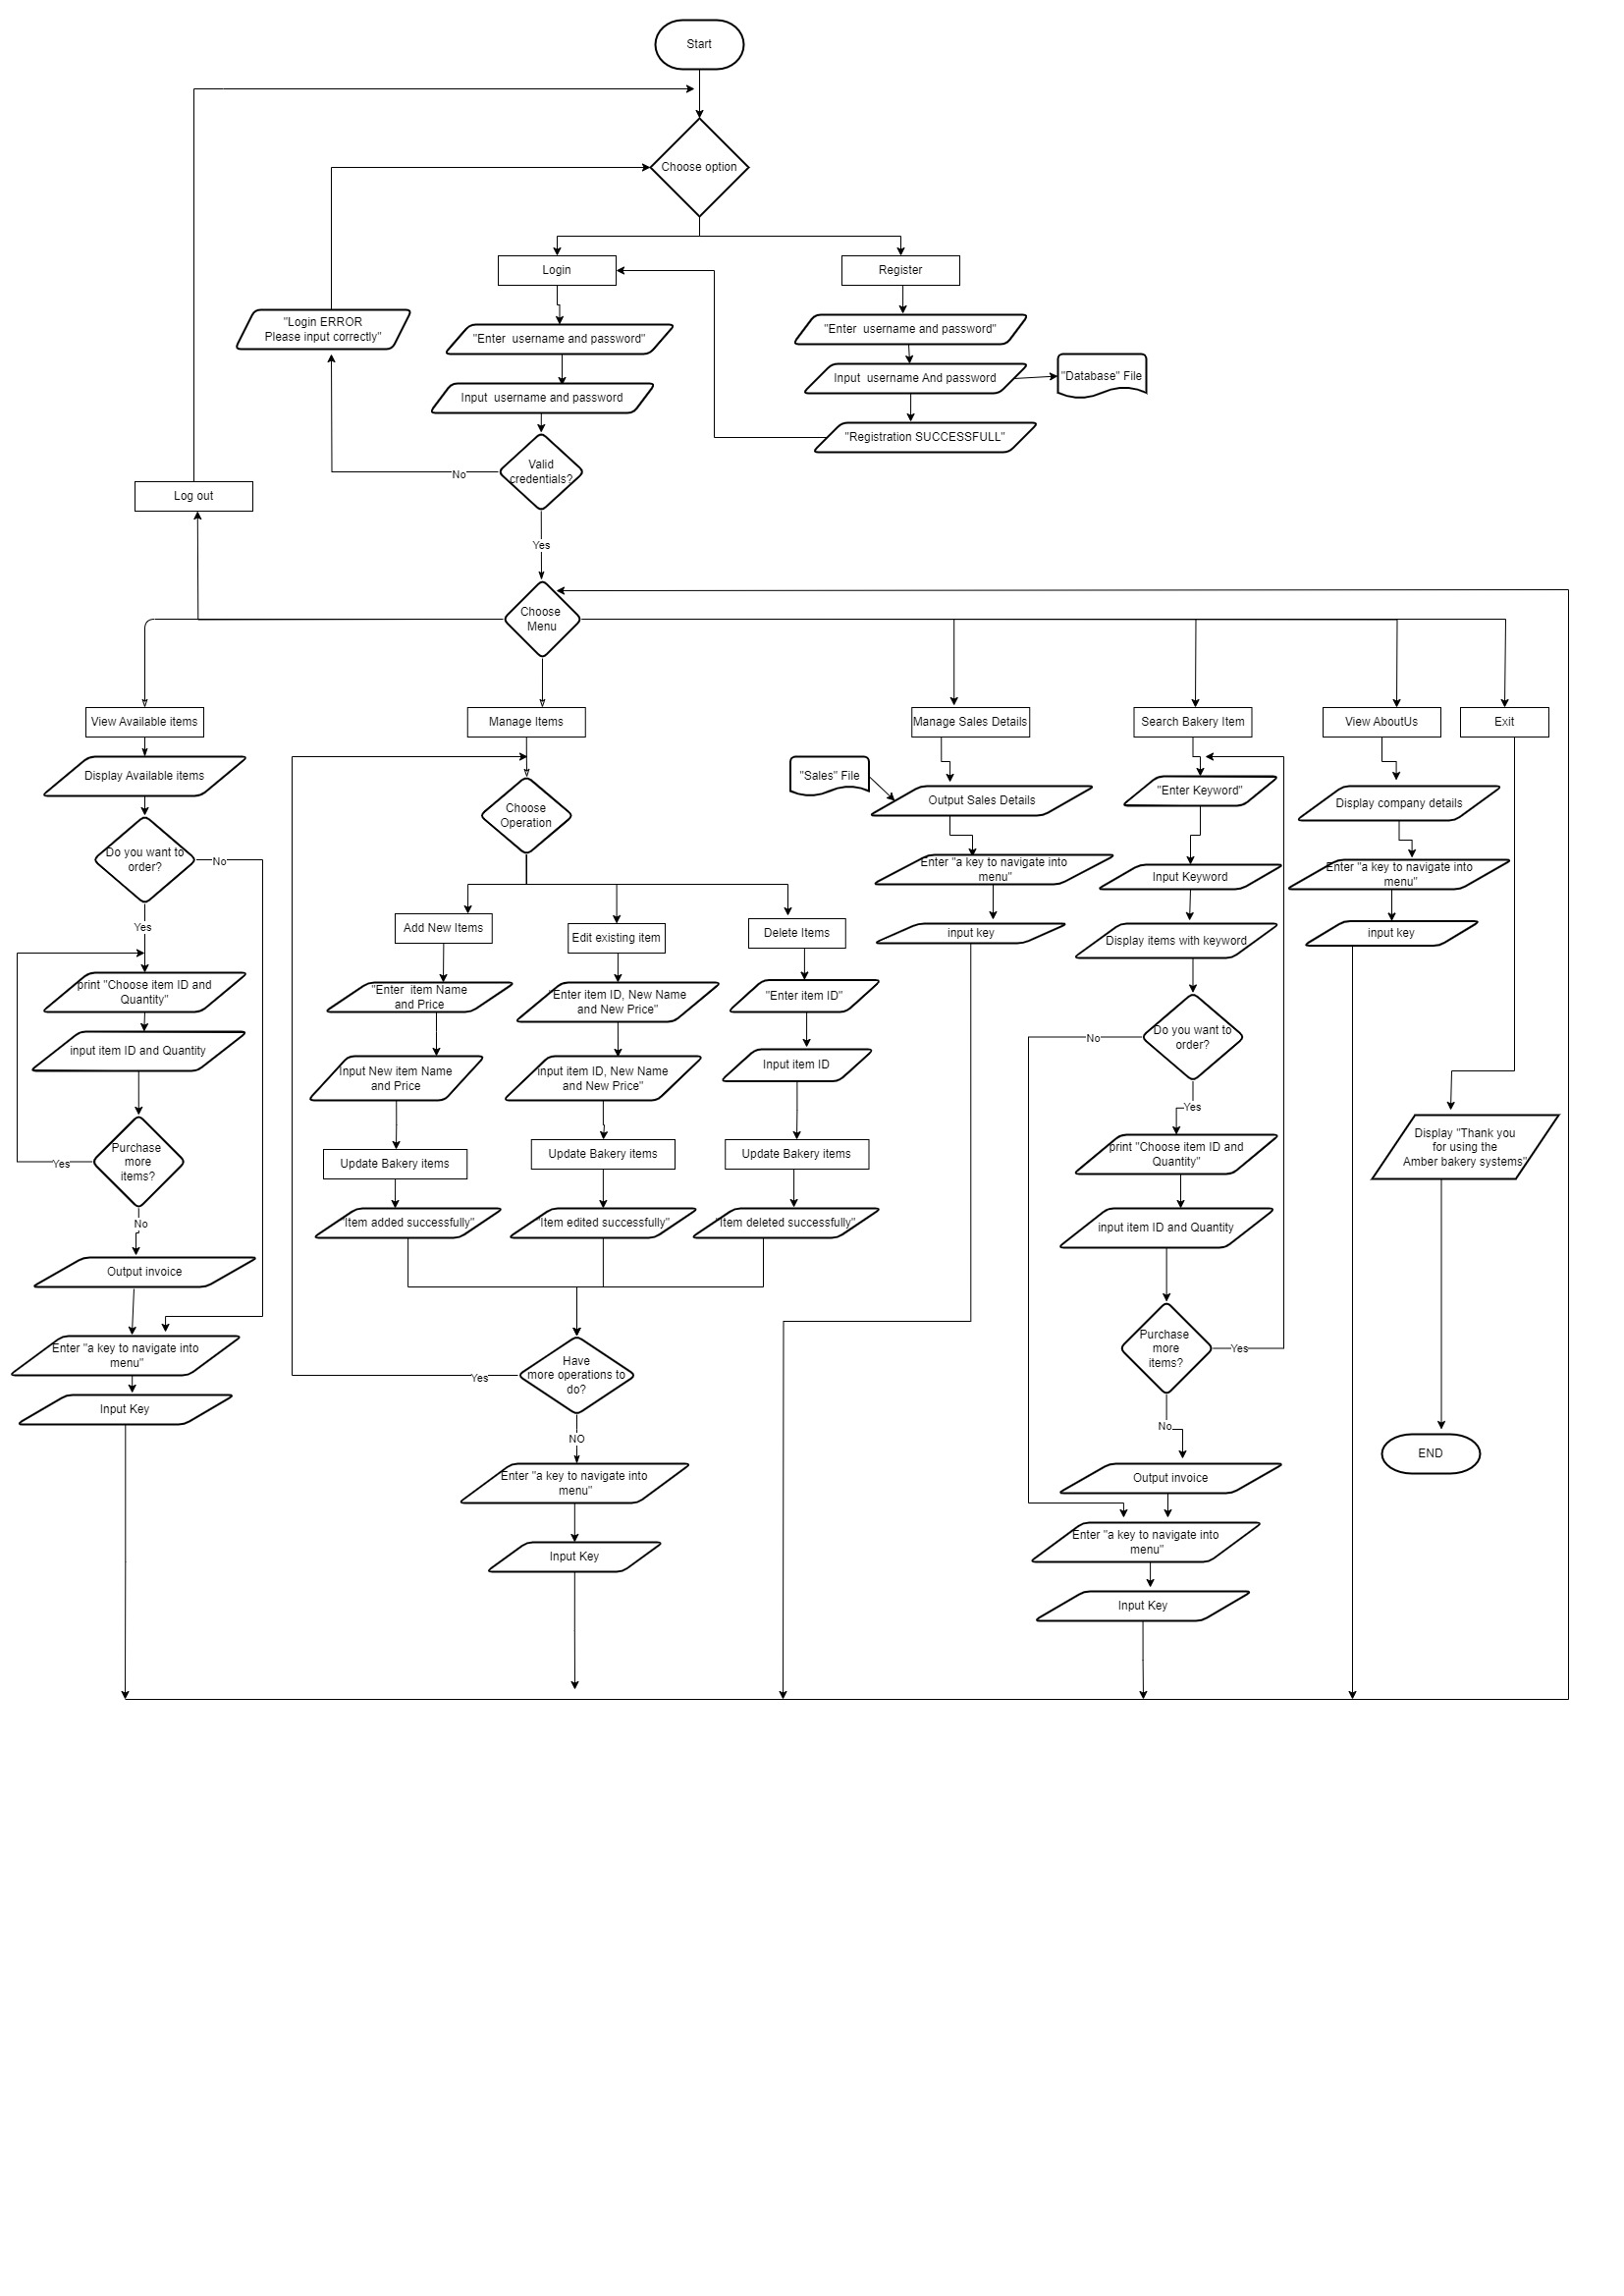 Start
Choose option
Login
Register
"Login ERROR
Please input correctly"
"Enter  username and password"
"Enter  username and password"
Input  username and password
Input  username And password
"Database" File
"Registration SUCCESSFULL"
Valid
credentials?
No
Log out
Yes
Choose
Menu
View Available items
Manage Items
Manage Sales Details
Search Bakery Item
View AboutUs
Exit
Display Available items
Do you want to
order?
No
Yes
print "Choose item ID and
Quantity"
input item ID and Quantity
Purchase
more
items?
Yes
No
Output invoice
Enter "a key to navigate into
menu"
Input Key
Choose
Operation
Add New Items
Edit existing item
Delete Items
"Enter  item Name
and Price
"Enter item ID, New Name
and New Price"
"Enter item ID"
Input New item Name
and Price
Input item ID, New Name
and New Price"
Input item ID
Update Bakery items
Update Bakery items
Update Bakery items
"Item added successfully"
"Item edited successfully"
"Item deleted successfully"
Have
more operations to
do?
Yes
NO
Enter "a key to navigate into
menu"
Input Key
"Sales" File
Output Sales Details
Enter "a key to navigate into
menu"
input key
"Enter Keyword"
Input Keyword
Display items with keyword
Do you want to
order?
No
Yes
print "Choose item ID and
Quantity"
input item ID and Quantity
Purchase
more
items?
Yes
No
Output invoice
Enter "a key to navigate into
menu"
Input Key
Display company details
Enter "a key to navigate into
menu"
input key
Display "Thank you
for using the
Amber bakery systems"
END